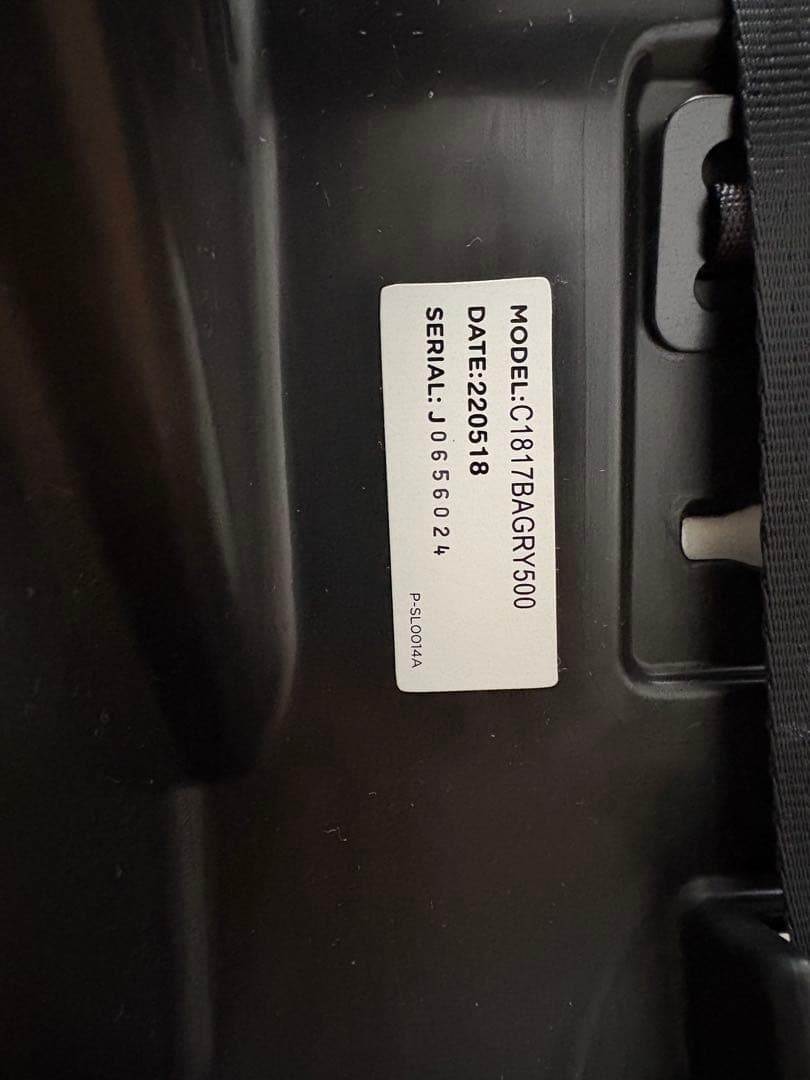 MODEL:C1817BAGRY500
DATE:220518
SERIAL: J0656024
P-SL0014A